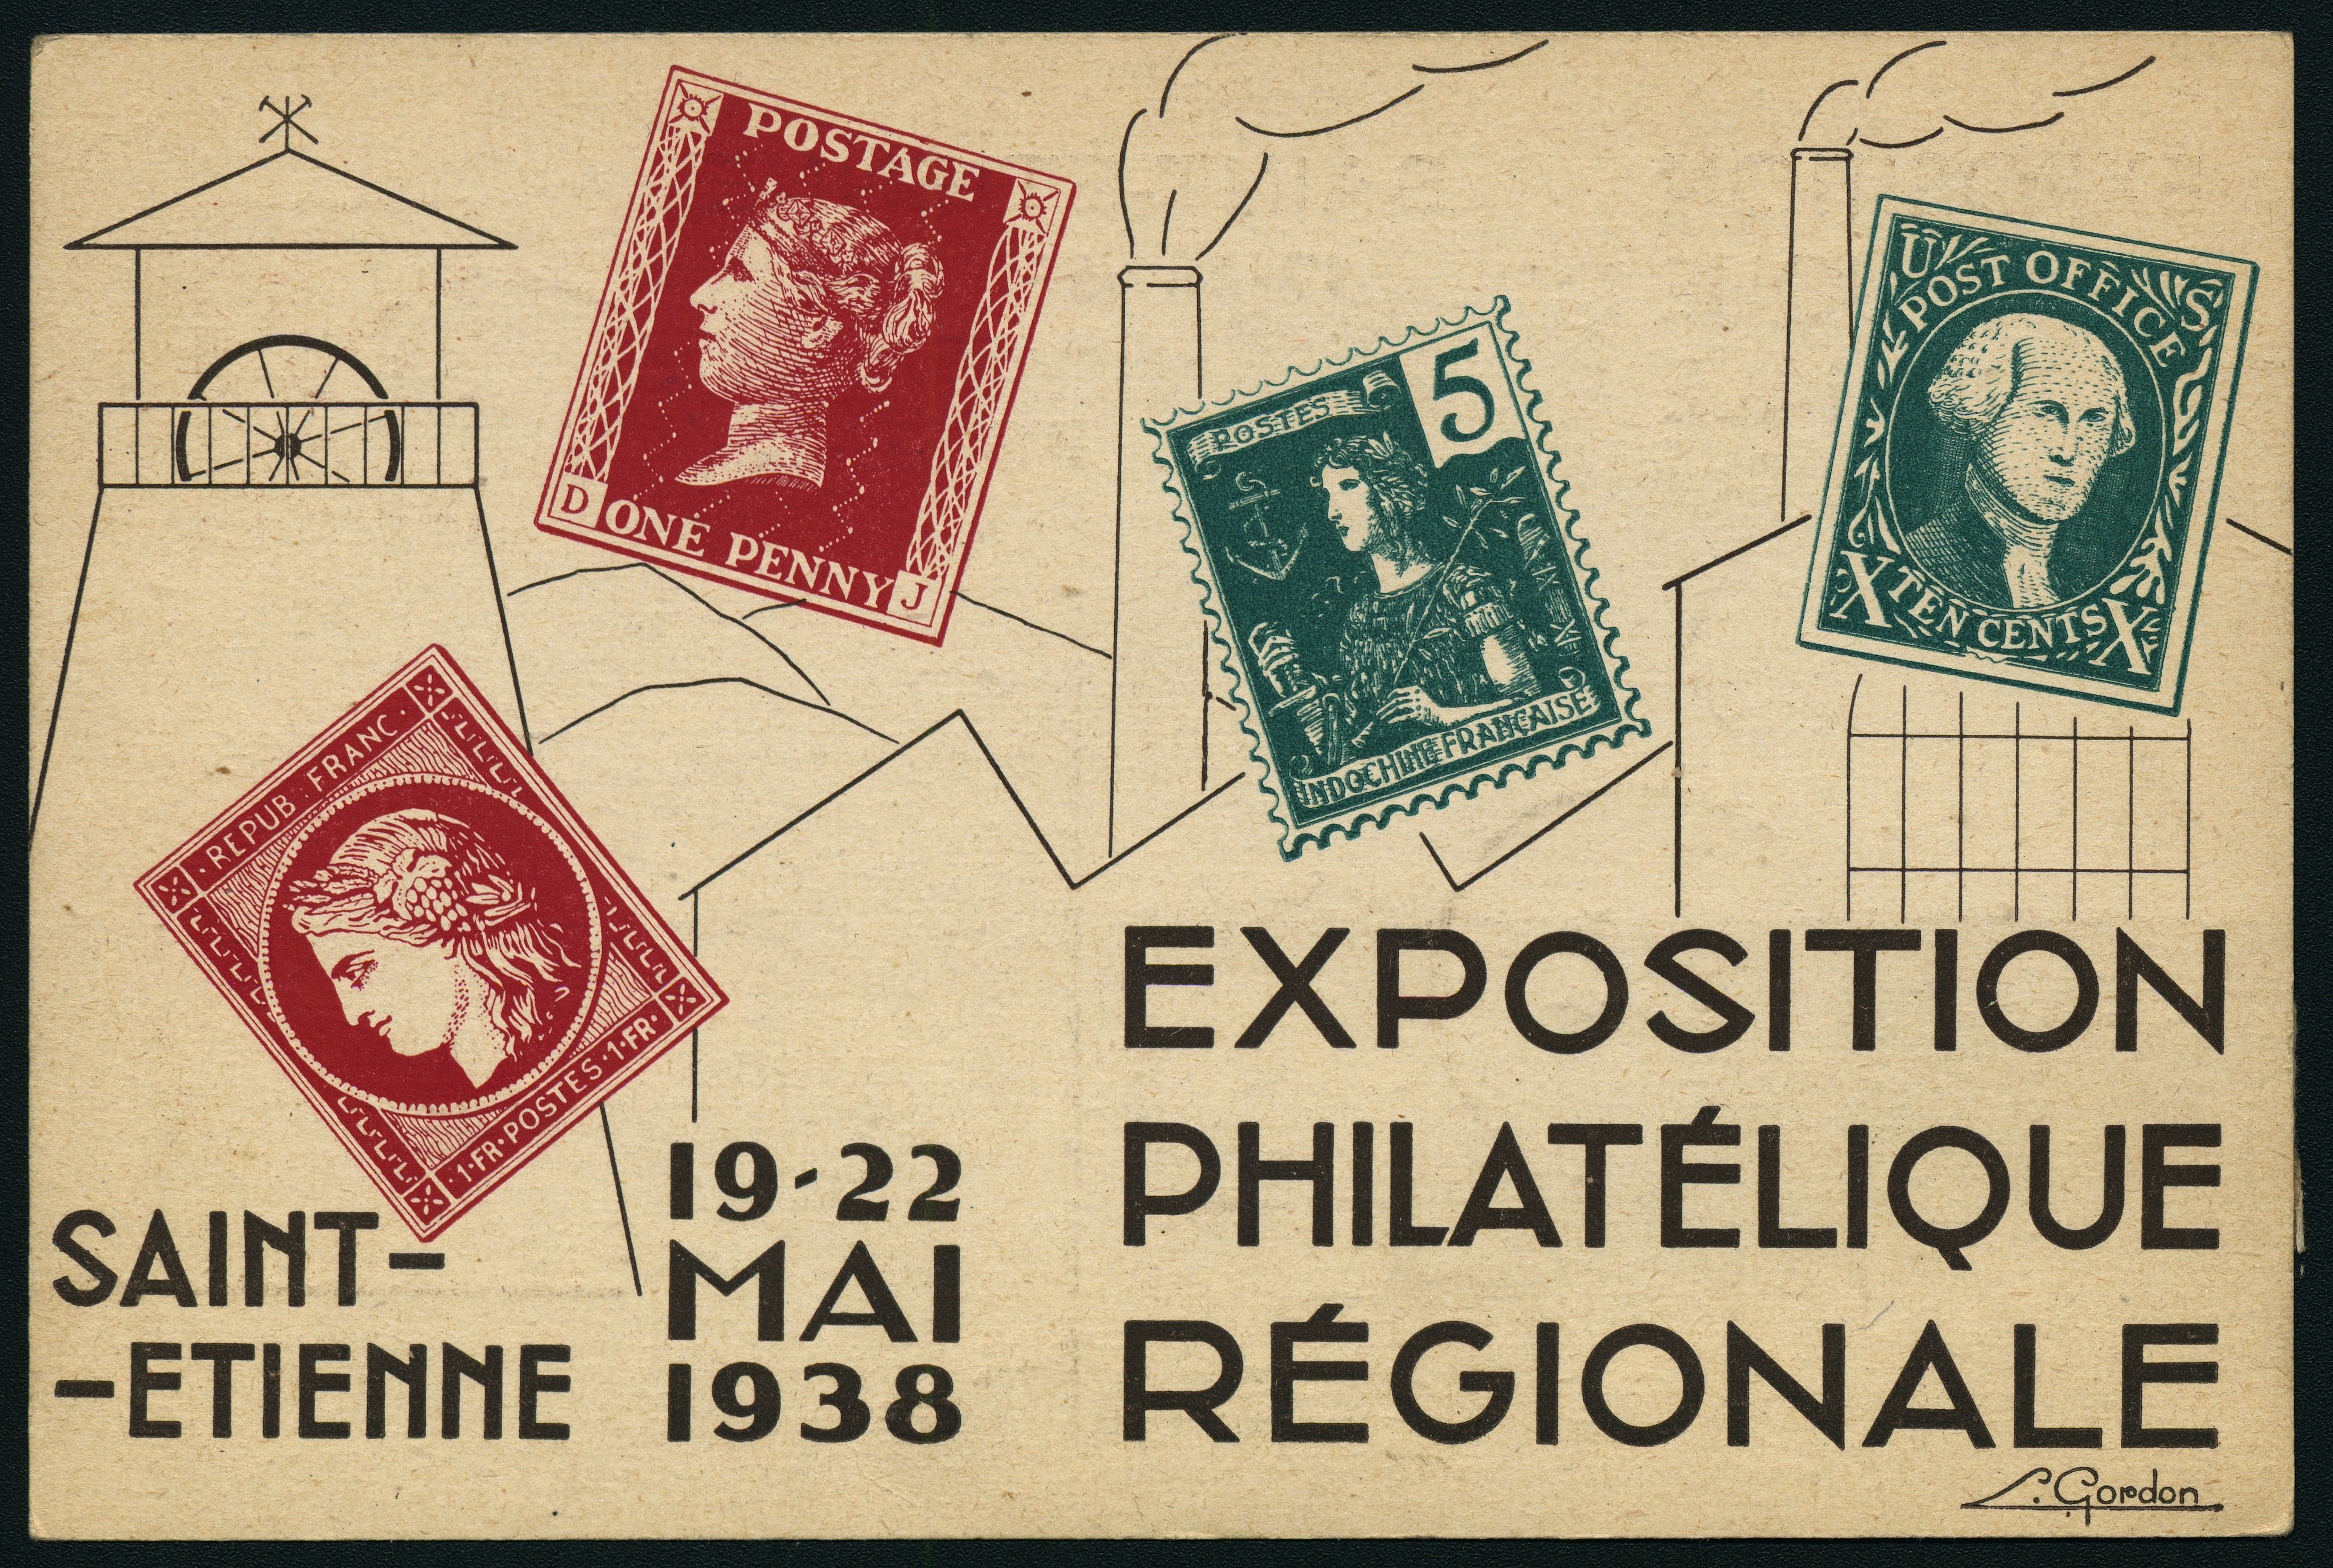 POSTAGE
D ONE PENNY J
POSTES
5
INDOCHINE FRANÇAISE
U S
POST OFFICE
X TEN CENTS X
· REPUB · FRANC ·
· 1 · FR · POSTES · 1 · FR ·
SAINT-
-ETIENNE
19-22
MAI
1938
EXPOSITION
PHILATÉLIQUE
RÉGIONALE
L. Gordon